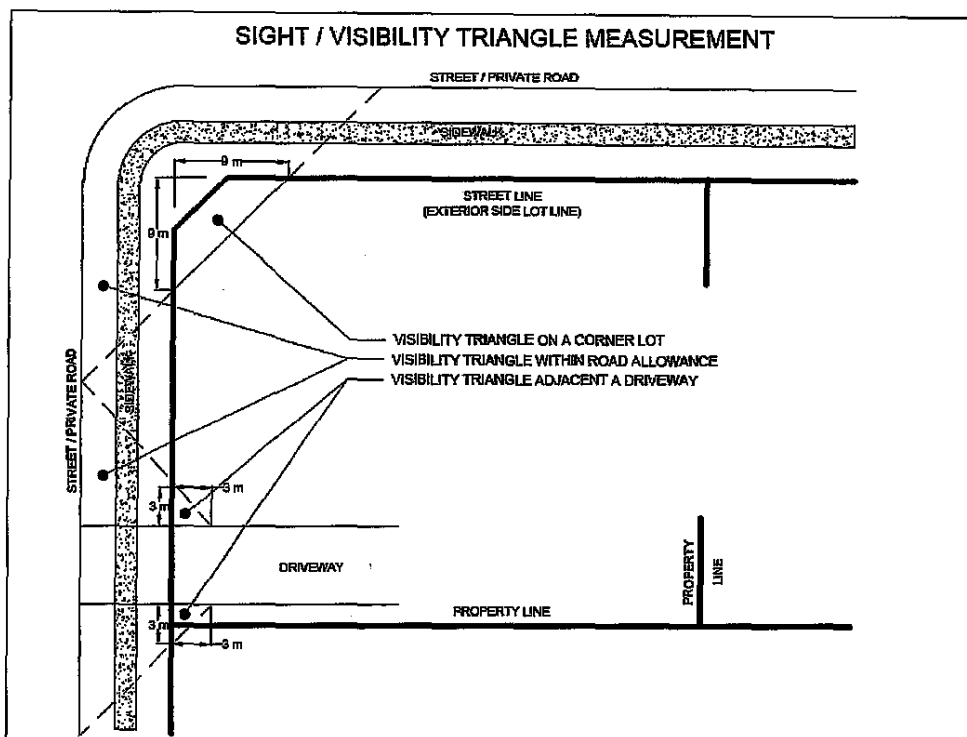 SIGHT / VISIBILITY TRIANGLE MEASUREMENT
STREET / PRIVATE ROAD
SIDEWALK
9 m
STREET LINE
(EXTERIOR SIDE LOT LINE)
9 m
VISIBILITY TRIANGLE ON A CORNER LOT
VISIBILITY TRIANGLE WITHIN ROAD ALLOWANCE
VISIBILITY TRIANGLE ADJACENT A DRIVEWAY
STREET / PRIVATE ROAD
SIDEWALK
3 m
3 m
DRIVEWAY
PROPERTY
LINE
PROPERTY LINE
3 m
3 m